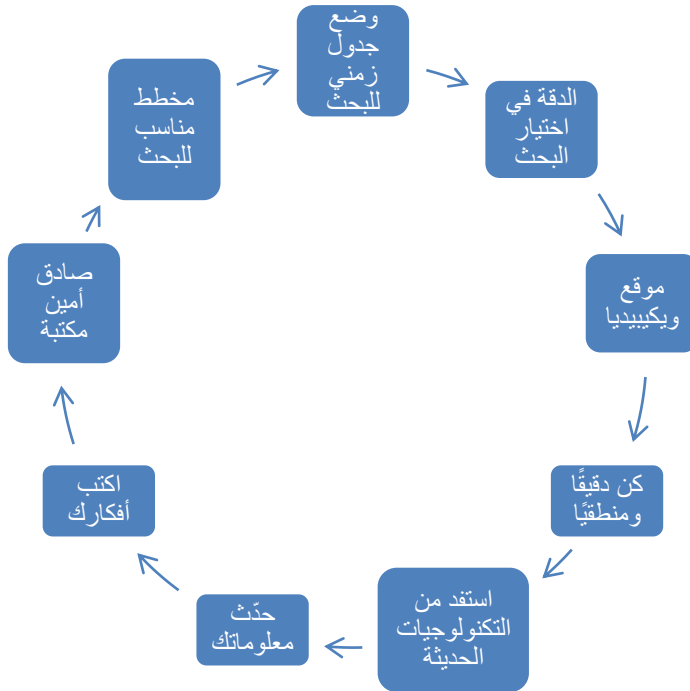 وضع
جدول
زمني
للبحث
الدقة في
اختيار
البحث
موقع
ويكيبيديا
كن دقيقًا
ومنطقيًا
استفد من
التكنولوجيات
الحديثة
حدّث
معلوماتك
اكتب
أفكارك
صادق
أمين
مكتبة
مخطط
مناسب
للبحث